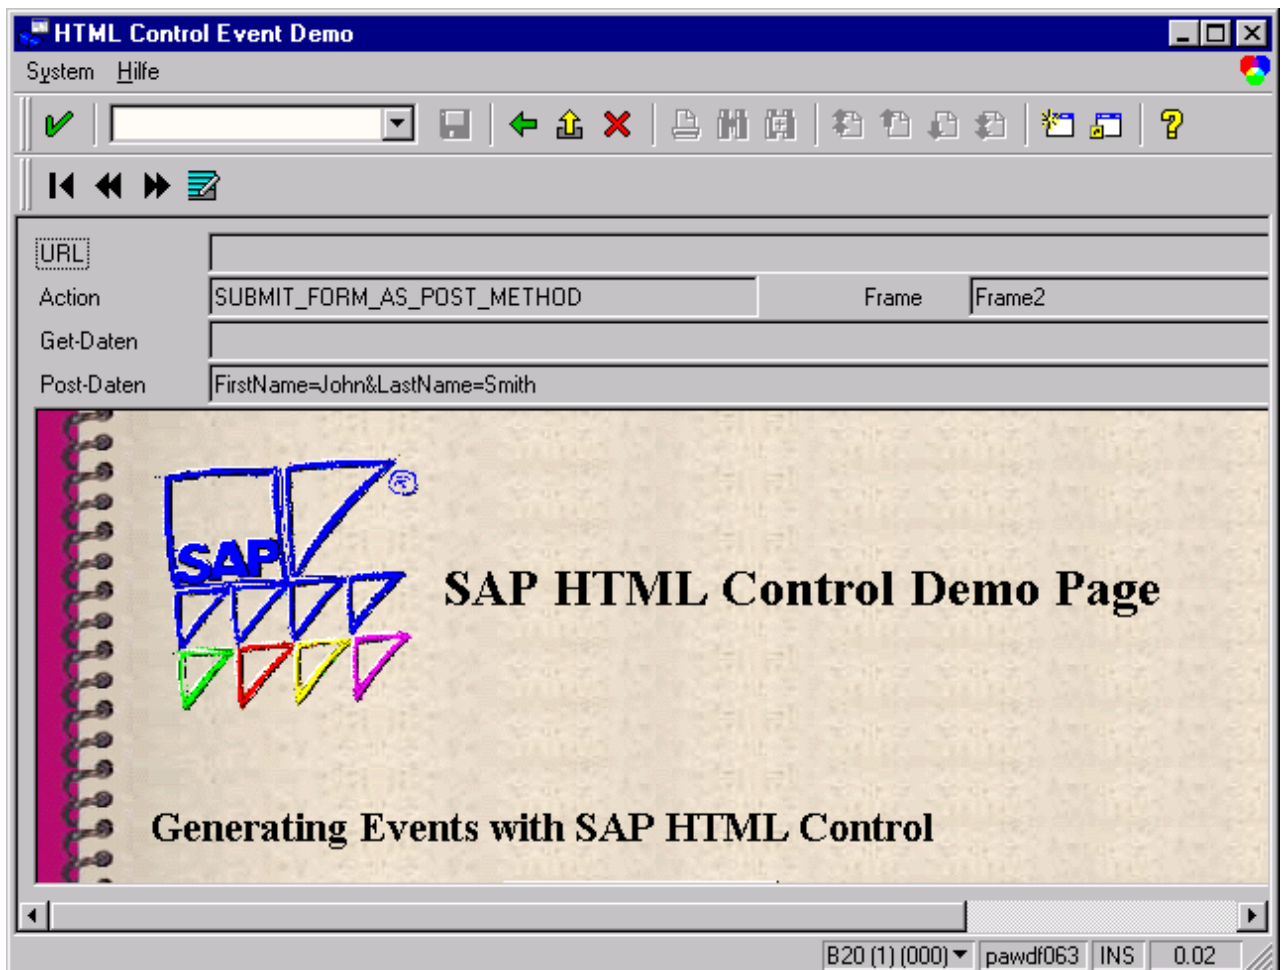 HTML Control Event Demo
System Hilfe
URL
Action SUBMIT_FORM_AS_POST_METHOD Frame Frame2
Get-Daten
Post-Daten FirstName=John&LastName=Smith
®
SAP
SAP HTML Control Demo Page
Generating Events with SAP HTML Control
B20 (1) (000) pawdf063 INS 0.02